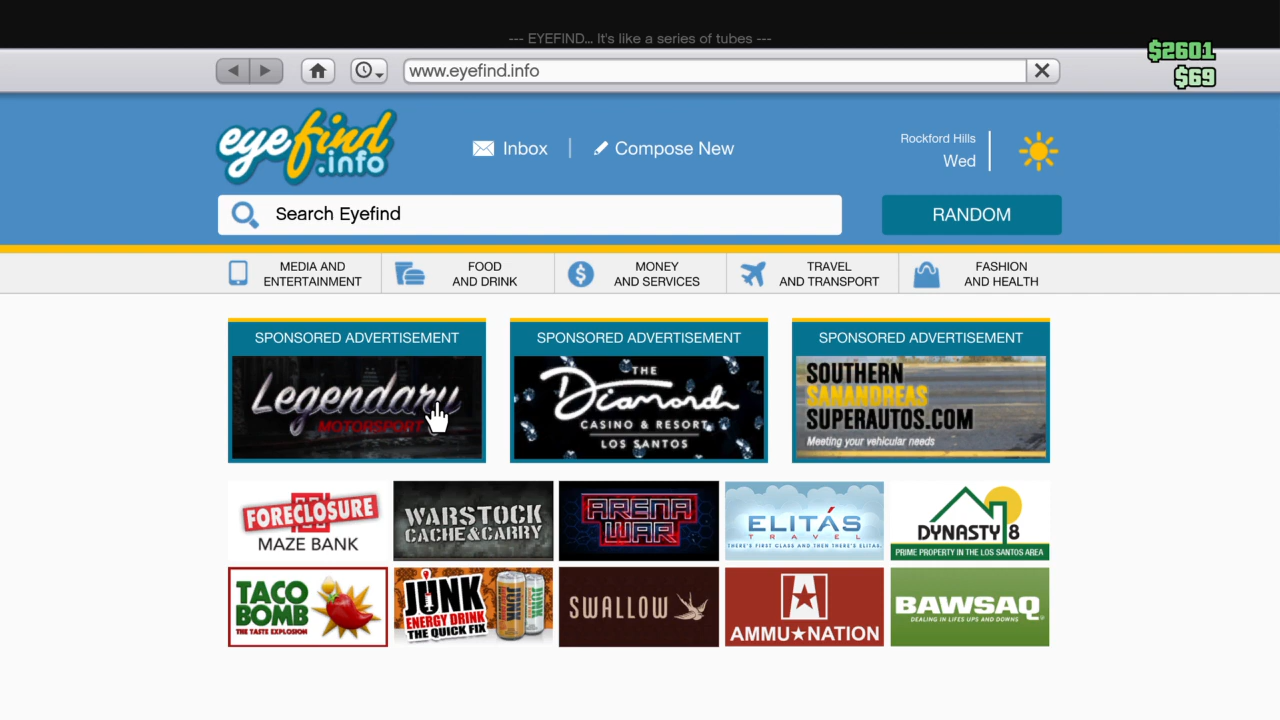 --- EYEFIND... It's like a series of tubes ---
$2601
www.eyefind.info
$69
eyefind
.info
Inbox
Compose New
Rockford Hills
Wed
Search Eyefind
RANDOM
MEDIA AND
ENTERTAINMENT
FOOD
AND DRINK
MONEY
AND SERVICES
TRAVEL
AND TRANSPORT
FASHION
AND HEALTH
SPONSORED ADVERTISEMENT
Legendary
MOTORSPORT
SPONSORED ADVERTISEMENT
THE
Diamond
CASINO & RESORT
LOS SANTOS
SPONSORED ADVERTISEMENT
SOUTHERN
SANANDREAS
SUPERAUTOS.COM
Meeting your vehicular needs
FORECLOSURE
MAZE BANK
WARSTOCK
CACHE&CARRY
ARENA
WAR
ELITÁS
TRAVEL
THERE'S FIRST CLASS AND THEN THERE'S ELITAS.
DYNASTY 8
PRIME PROPERTY IN THE LOS SANTOS AREA
TACO
BOMB
THE TASTE EXPLOSION
JUNK
ENERGY DRINK
THE QUICK FIX
JUNK
JUNK
SWALLOW
AMMU★NATION
BAWSAQ
DEALING IN LIFES UPS AND DOWNS